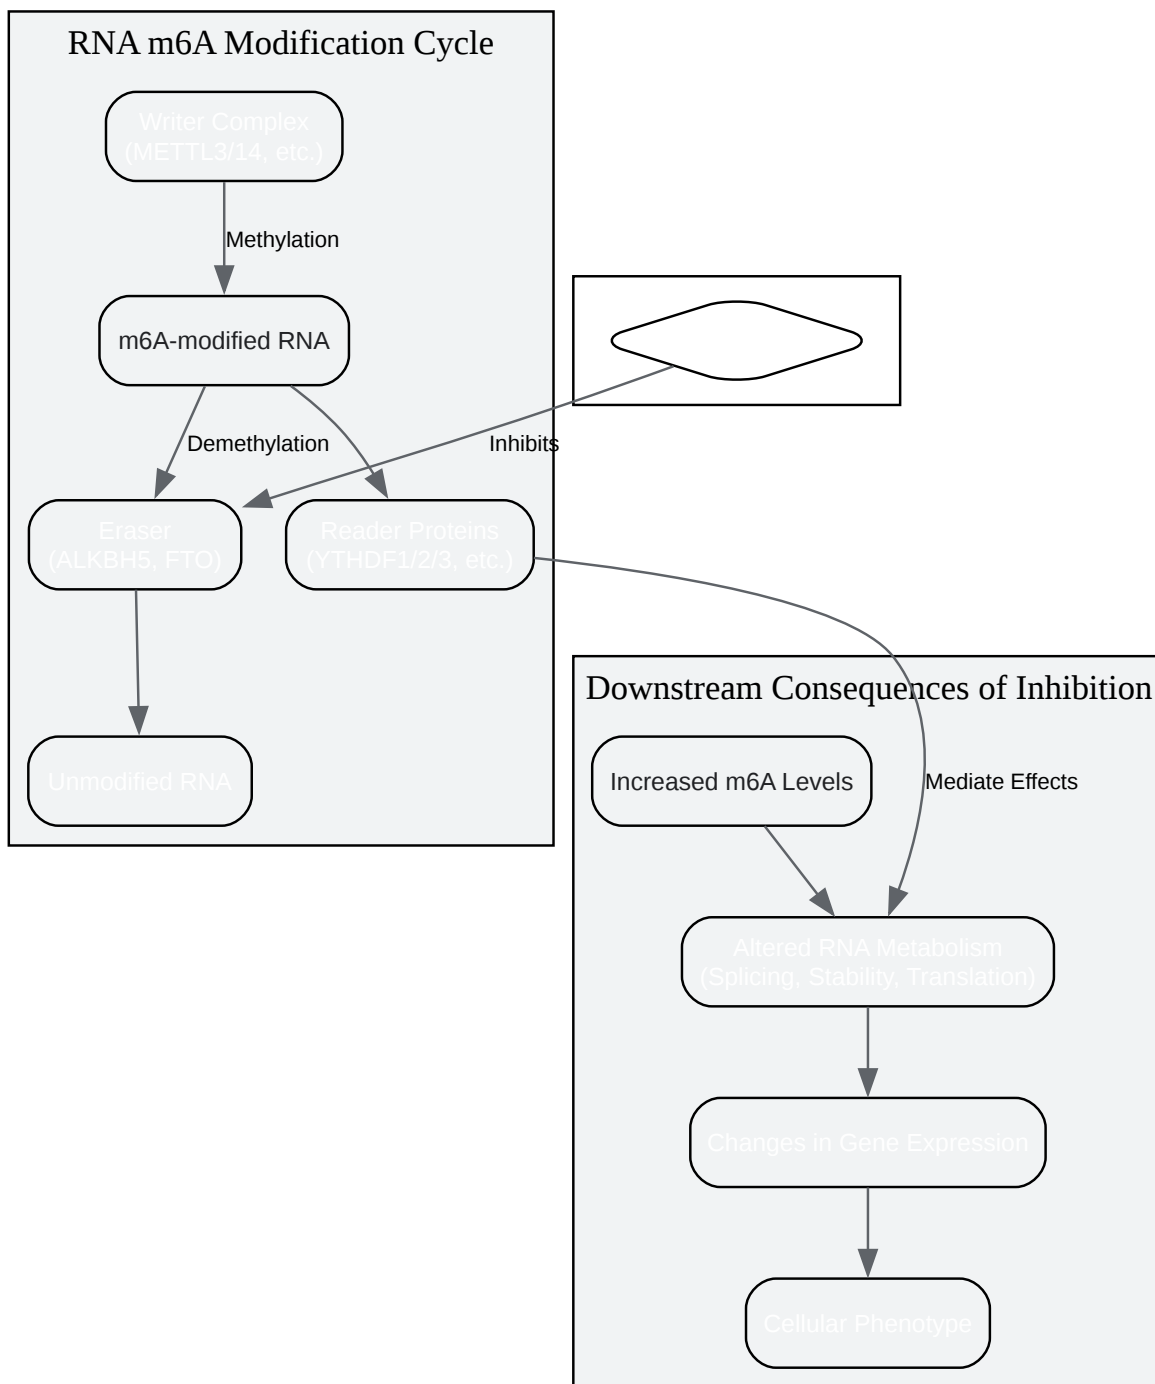 RNA m6A Modification Cycle
Writer Complex
(METTL3/14, etc.)
Methylation
m6A-modified RNA
Demethylation
Inhibits
Eraser
(ALKBH5, FTO)
Reader Proteins
(YTHDF1/2/3, etc.)
Unmodified RNA
Downstream Consequences of Inhibition
Increased m6A Levels
Mediate Effects
Altered RNA Metabolism
(Splicing, Stability, Translation)
Changes in Gene Expression
Cellular Phenotype